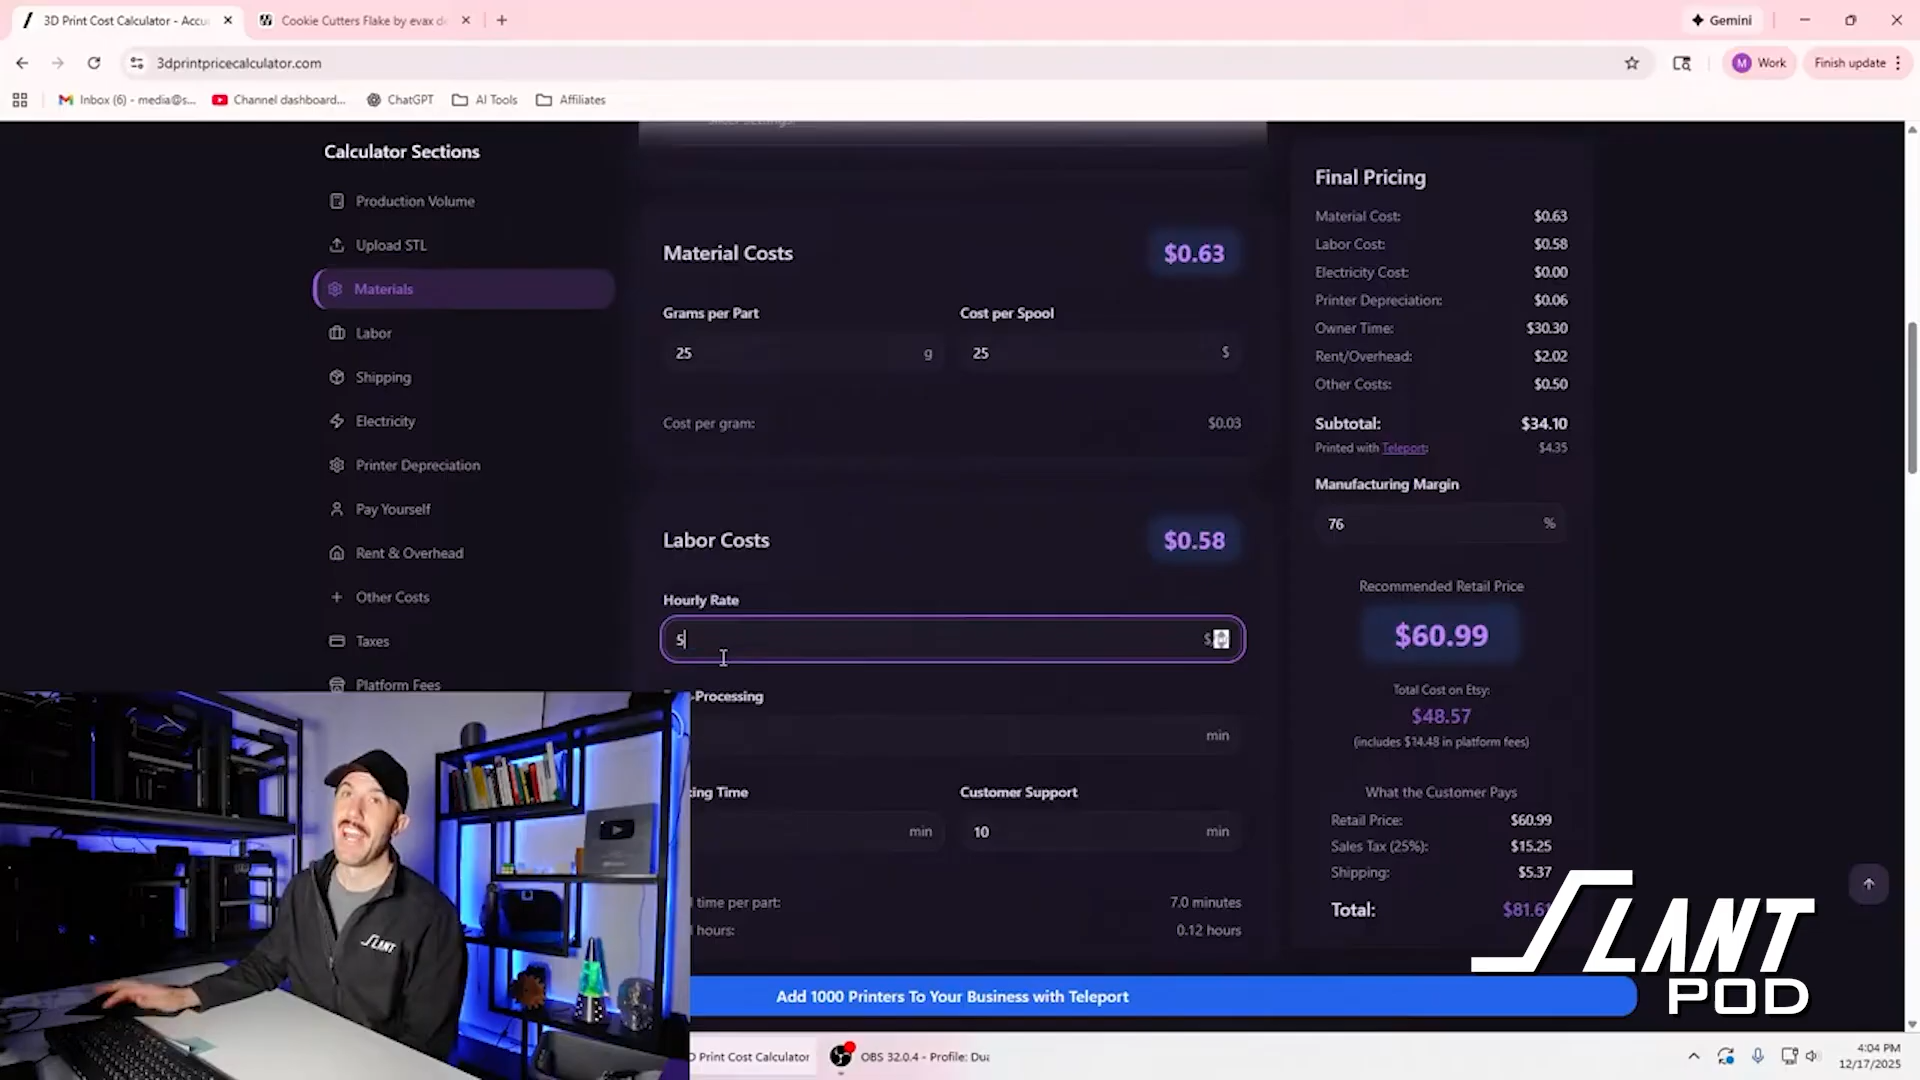 3D Print Cost Calculator - Accu
Cookie Cutters Flake by evax d
Gemini
3dprintpricecalculator.com
M Work
Finish update
Inbox (6) - media@s...
Channel dashboard...
ChatGPT
AI Tools
Affiliates
Calculator Sections
Production Volume
Upload STL
Materials
Labor
Shipping
Electricity
Printer Depreciation
Pay Yourself
Rent & Overhead
Other Costs
Taxes
Platform Fees
Material Costs
$0.63
Grams per Part
Cost per Spool
25 g
25 $
Cost per gram: $0.03
Labor Costs
$0.58
Hourly Rate
5 $
-Processing
min
ing Time
Customer Support
min
10 min
time per part: 7.0 minutes
hours: 0.12 hours
Final Pricing
Material Cost: $0.63
Labor Cost: $0.58
Electricity Cost: $0.00
Printer Depreciation: $0.06
Owner Time: $30.30
Rent/Overhead: $2.02
Other Costs: $0.50
Subtotal: $34.10
Printed with Teleport: $4.35
Manufacturing Margin
76 %
Recommended Retail Price
$60.99
Total Cost on Etsy:
$48.57
(includes $14.48 in platform fees)
What the Customer Pays
Retail Price: $60.99
Sales Tax (25%): $15.25
Shipping: $5.37
Total: $81.61
SLANT
SLANT
POD
Add 1000 Printers To Your Business with Teleport
Print Cost Calculator
OBS 32.0.4 - Profile: Du
4:04 PM
12/17/2025